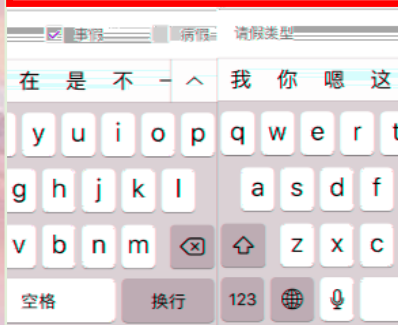 事假 病假 请假类型
在 是 不 一 我 你 嗯 这
y u i o p q w e r t
g h j k l a s d f
v b n m z x c
空格 换行 123